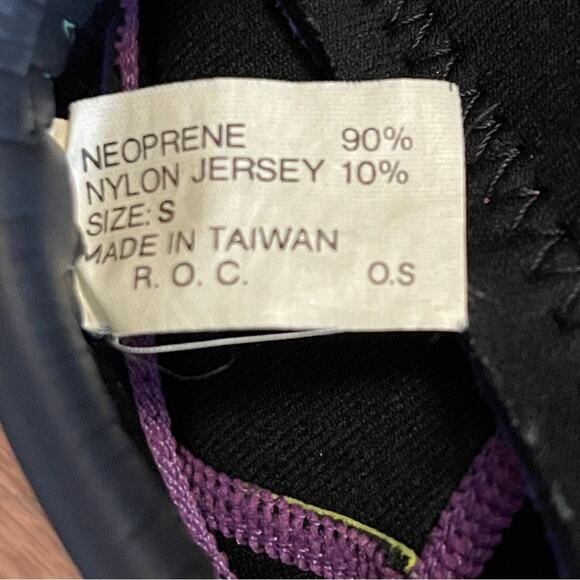 NEOPRENE 90%
NYLON JERSEY 10%
SIZE: S
MADE IN TAIWAN
R. O. C. O.S